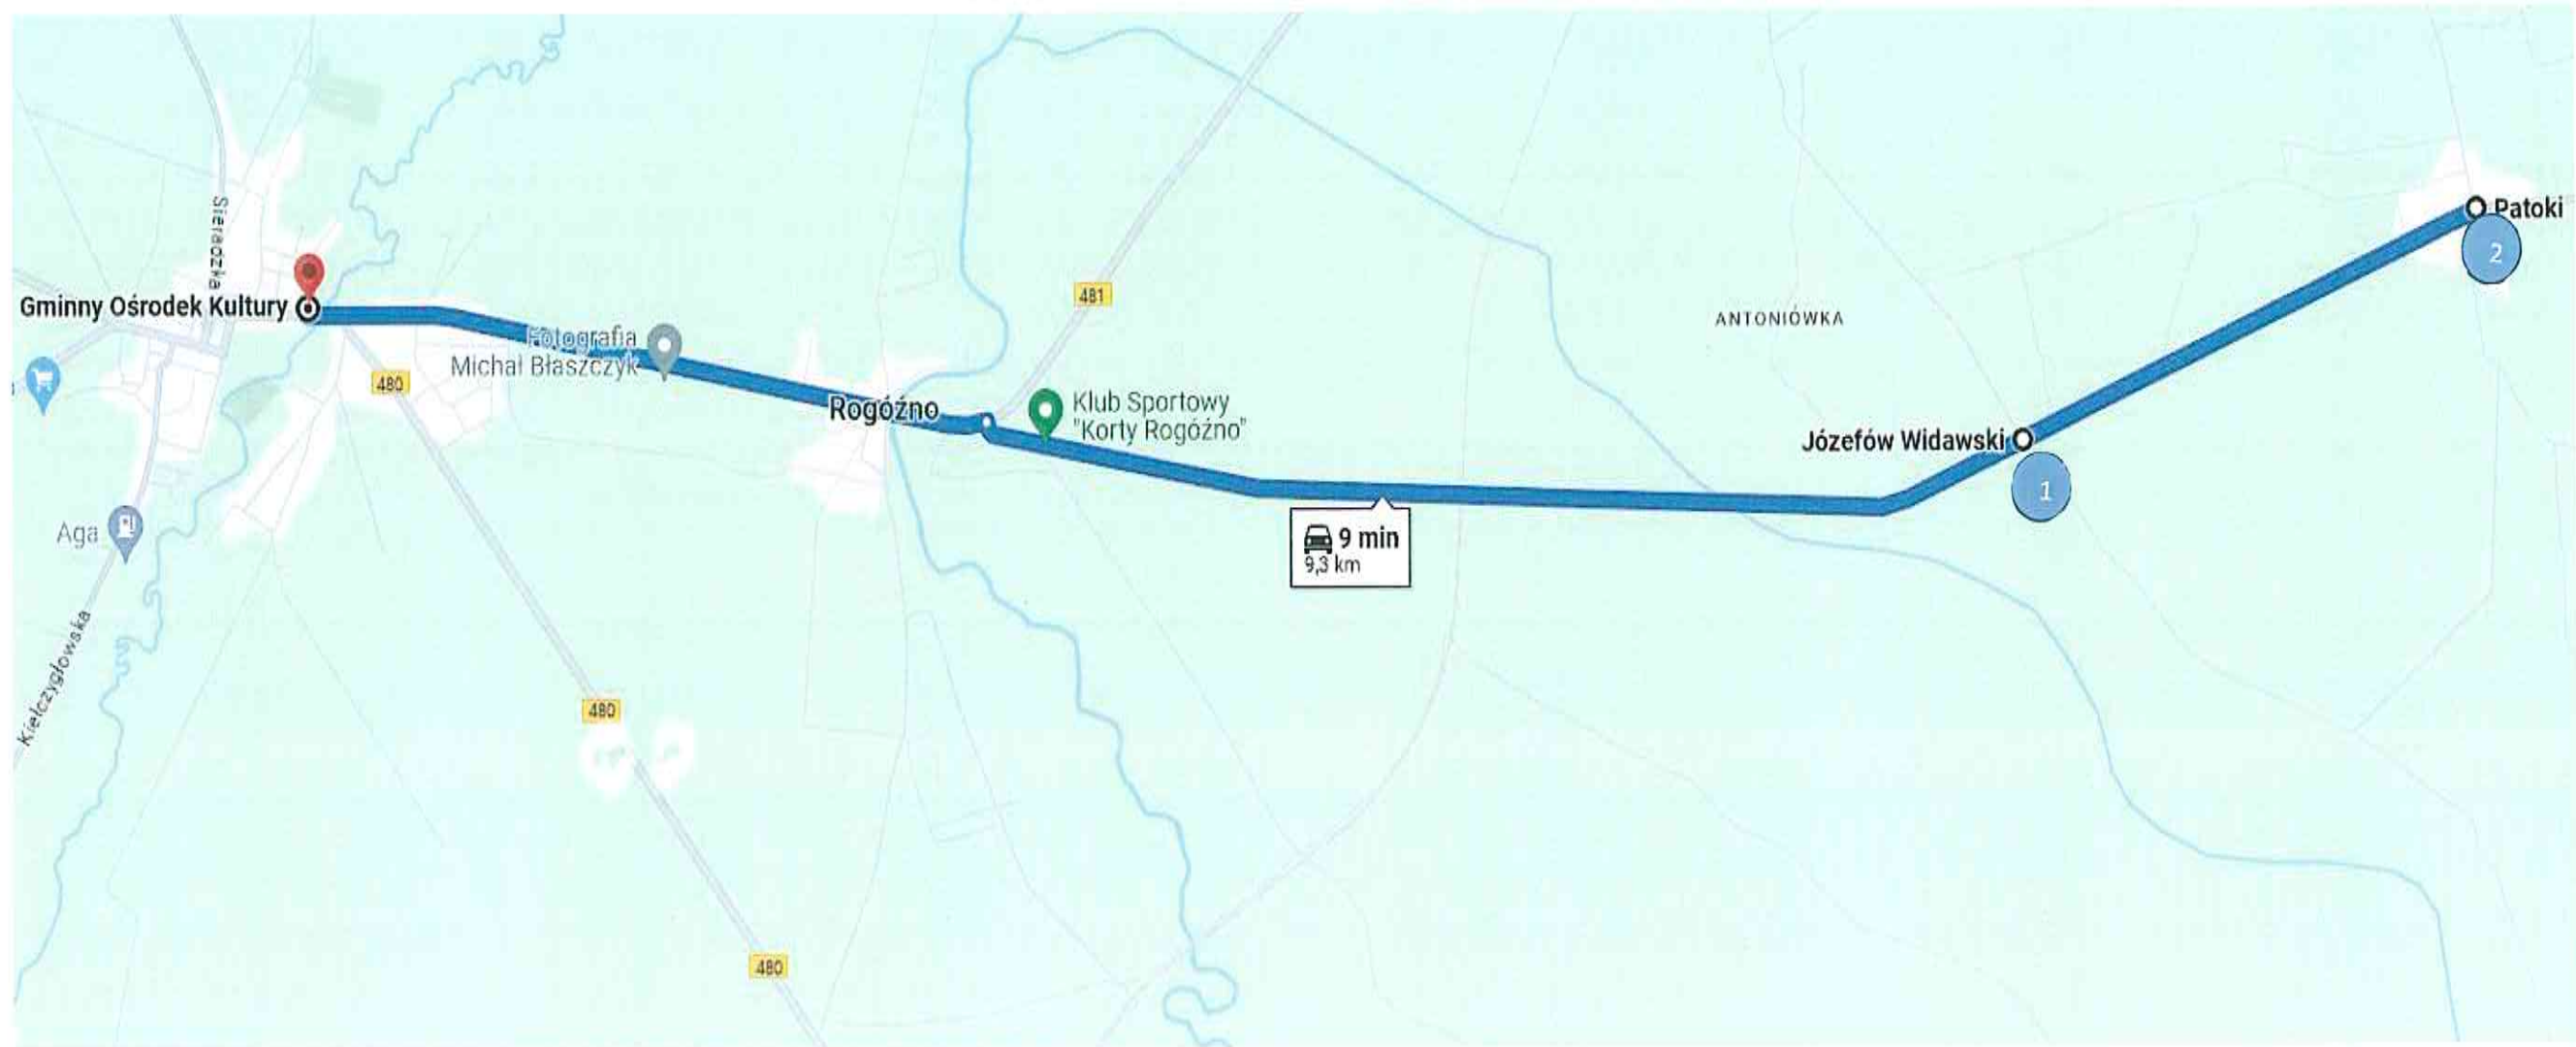 Sieradzka
Patoki
2
Gminny Ośrodek Kultury
481
ANTONIÓWKA
Fotografia
Michał Błaszczyk
480
Rogóźno
Klub Sportowy
"Korty Rogóźno"
Józefów Widawski
1
Aga
9 min
9,3 km
Kiełczygłowska
480
480